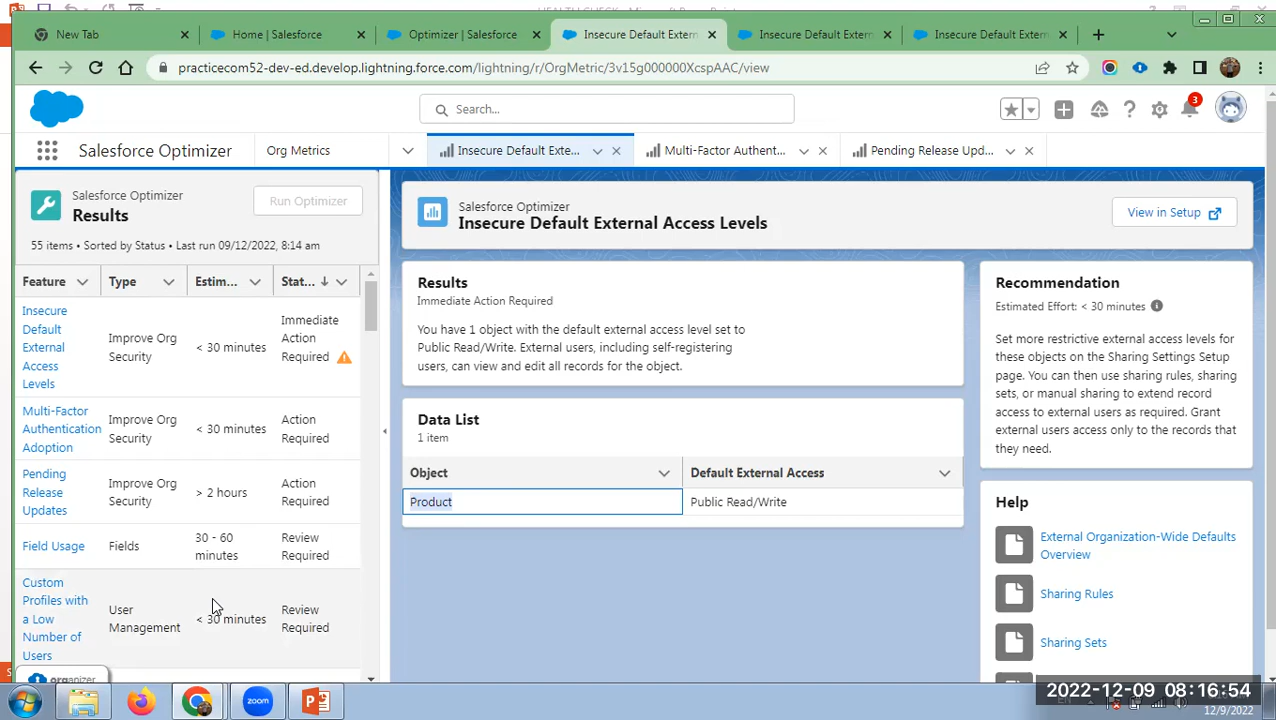 New Tab
Home | Salesforce
Optimizer | Salesforce
Insecure Default Extern
Insecure Default Extern
Insecure Default Extern
practicecom52-dev-ed.develop.lightning.force.com/lightning/r/OrgMetric/3v15g000000XcspAAC/view
Search...
3
Salesforce Optimizer
Org Metrics
Insecure Default Exte...
Multi-Factor Authent...
Pending Release Upd...
Salesforce Optimizer
Results
Run Optimizer
55 items • Sorted by Status • Last run 09/12/2022, 8:14 am
Feature
Type
Estim...
Stat...
Insecure
Default
External
Access
Levels
Improve Org
Security
< 30 minutes
Immediate
Action
Required
Multi-Factor
Authentication
Adoption
Improve Org
Security
< 30 minutes
Action
Required
Pending
Release
Updates
Improve Org
Security
> 2 hours
Action
Required
Field Usage
Fields
30 - 60
minutes
Review
Required
Custom
Profiles with
a Low
Number of
Users
User
Management
< 30 minutes
Review
Required
organizer
Salesforce Optimizer
Insecure Default External Access Levels
View in Setup
Results
Immediate Action Required
You have 1 object with the default external access level set to
Public Read/Write. External users, including self-registering
users, can view and edit all records for the object.
Data List
1 item
Object
Default External Access
Product
Public Read/Write
Recommendation
Estimated Effort: < 30 minutes
Set more restrictive external access levels for
these objects on the Sharing Settings Setup
page. You can then use sharing rules, sharing
sets, or manual sharing to extend record
access to external users as required. Grant
external users access only to the records that
they need.
Help
External Organization-Wide Defaults
Overview
Sharing Rules
Sharing Sets
zoom
2022-12-09 08:16:54
12/9/2022